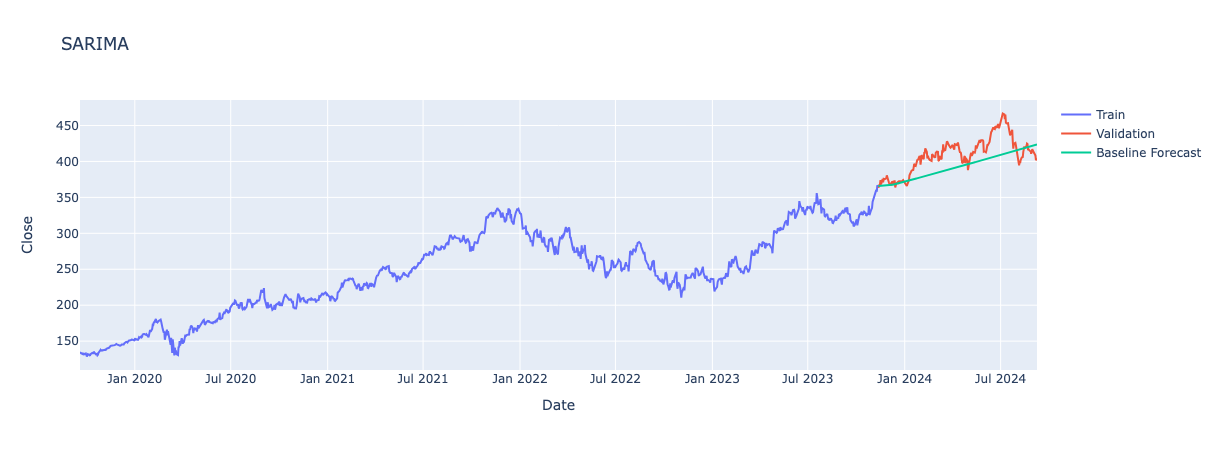 SARIMA
Train
Validation
Baseline Forecast
Close
450
400
350
300
250
200
150
Jan 2020 Jul 2020 Jan 2021 Jul 2021 Jan 2022 Jul 2022 Jan 2023 Jul 2023 Jan 2024 Jul 2024
Date